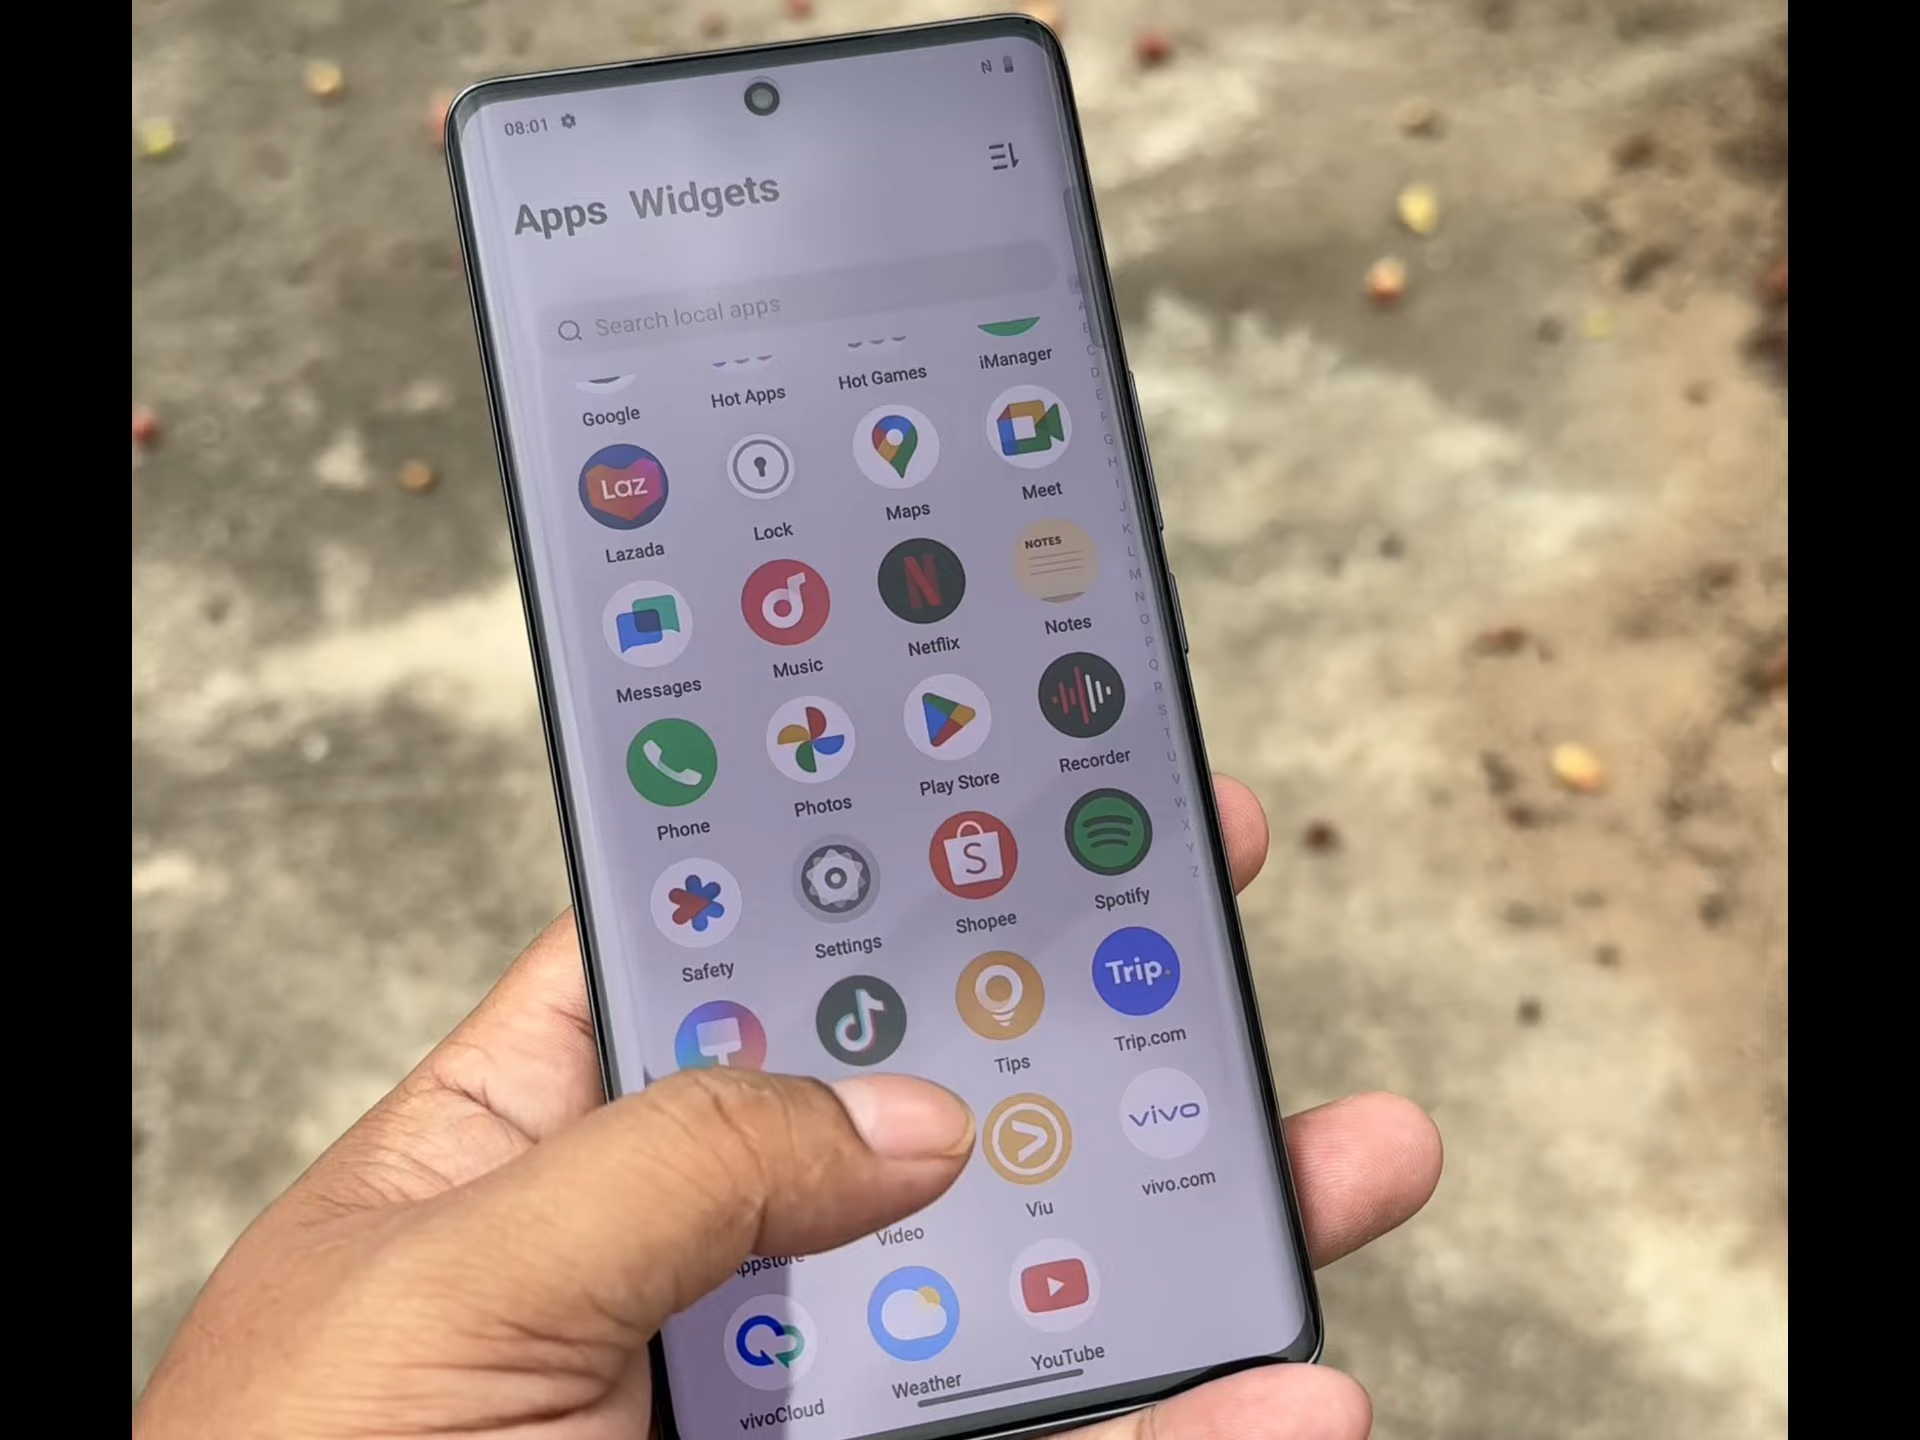 08:01
Apps Widgets
Search local apps
Google Hot Apps Hot Games iManager
Laz
Lazada Lock Maps Meet
NOTES
Messages Music Netflix Notes
Phone Photos Play Store Recorder
S
Safety Settings Shopee Spotify
Trip.
Tips Trip.com
vivo
ppstore Video Viu vivo.com
vivoCloud Weather YouTube
A
B
C
D
E
F
G
H
I
J
K
L
M
N
O
P
Q
R
S
T
U
V
W
X
Y
Z